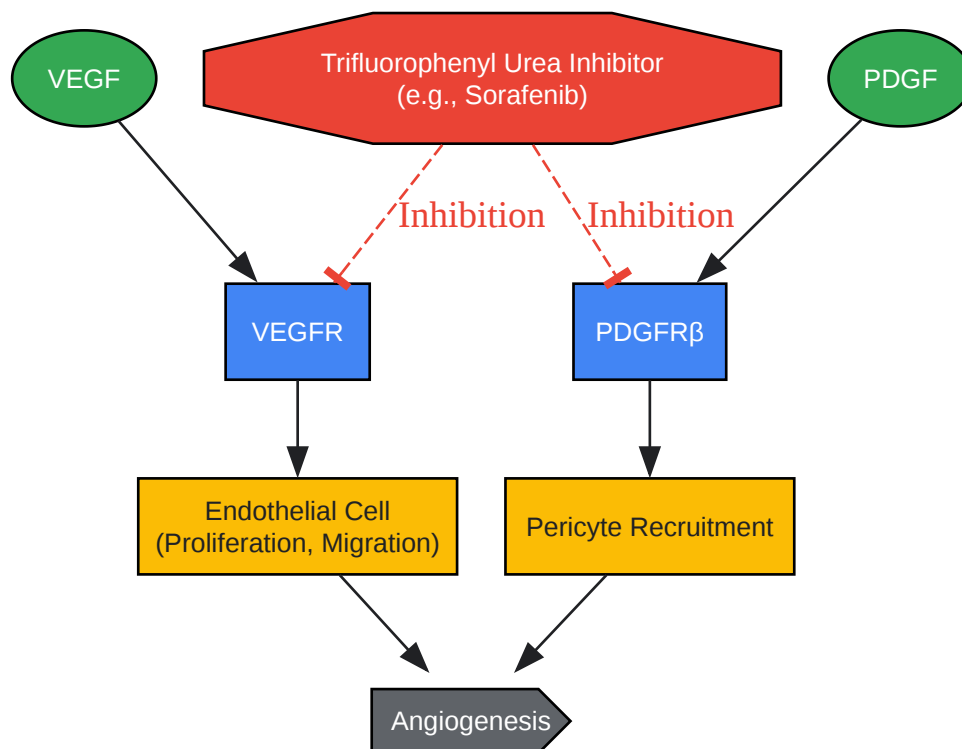 VEGF
Trifluorophenyl Urea Inhibitor
(e.g., Sorafenib)
PDGF
Inhibition
Inhibition
VEGFR
PDGFRβ
Endothelial Cell
(Proliferation, Migration)
Pericyte Recruitment
Angiogenesis